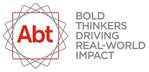 Abt
BOLD
THINKERS
DRIVING
REAL-WORLD
IMPACT